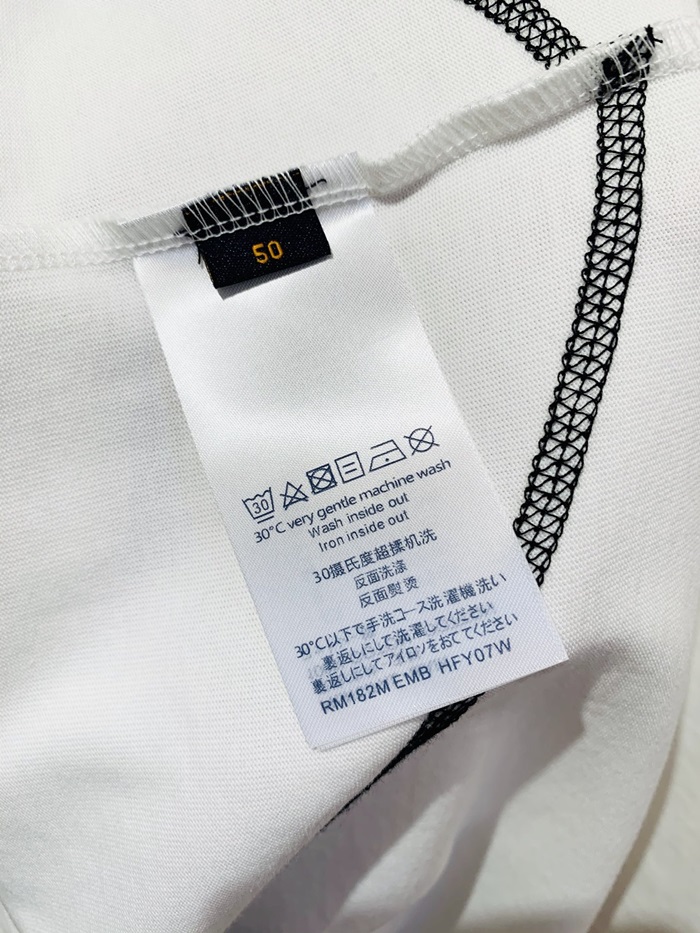 50
30
30°C very gentle machine wash
Wash inside out
Iron inside out
30摄氏度超揉机洗
反面洗涤
反面熨烫
30°C以下で手洗コース洗濯機洗い
裏返しにして洗濯してください
裏返しにしてアイロンをおててください
RM182M EMB HFY07W